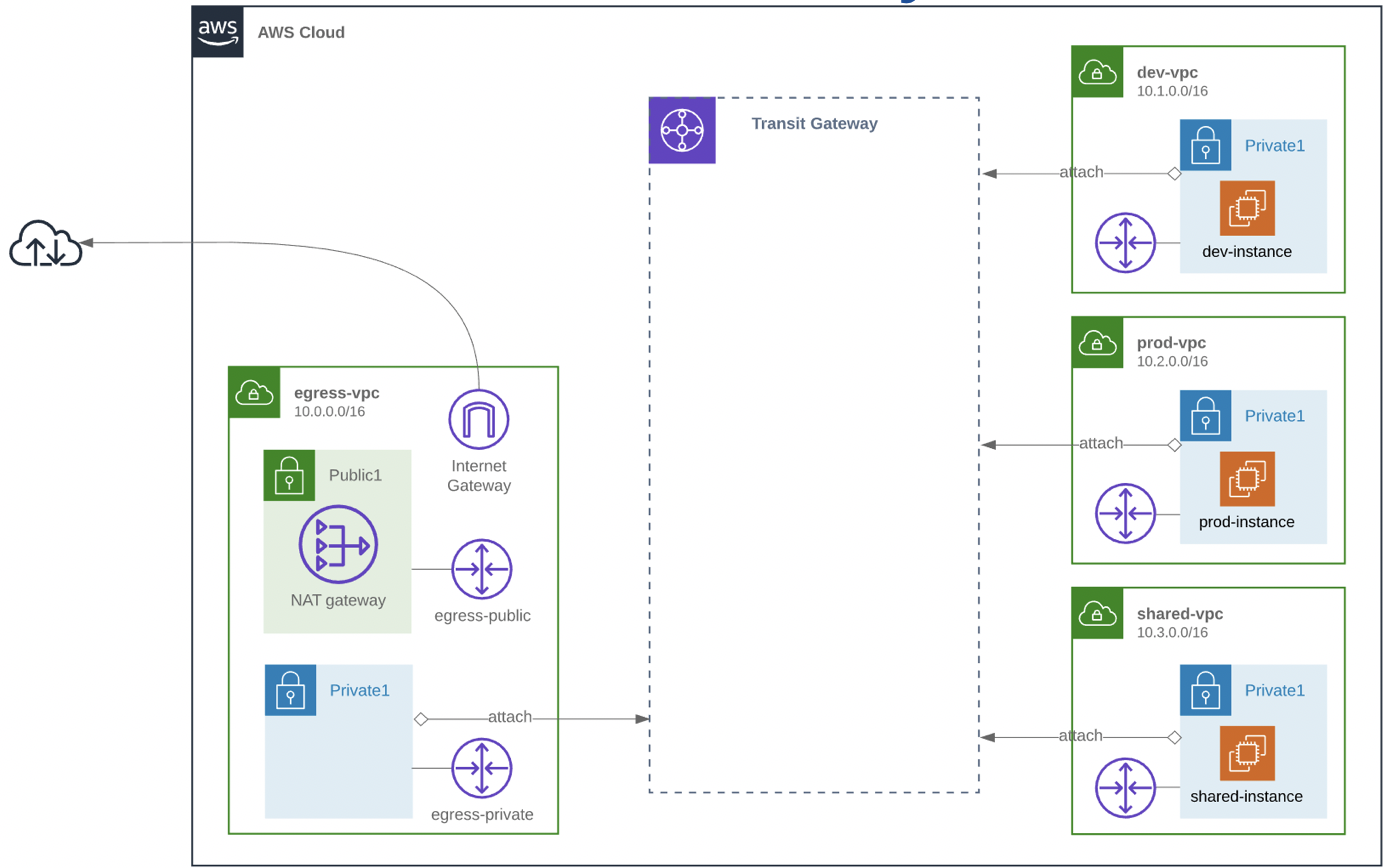 aws
AWS Cloud
Transit Gateway
dev-vpc
10.1.0.0/16
Private1
attach
dev-instance
prod-vpc
10.2.0.0/16
Private1
attach
prod-instance
egress-vpc
10.0.0.0/16
Internet
Gateway
Public1
NAT gateway
egress-public
Private1
attach
egress-private
shared-vpc
10.3.0.0/16
Private1
attach
shared-instance